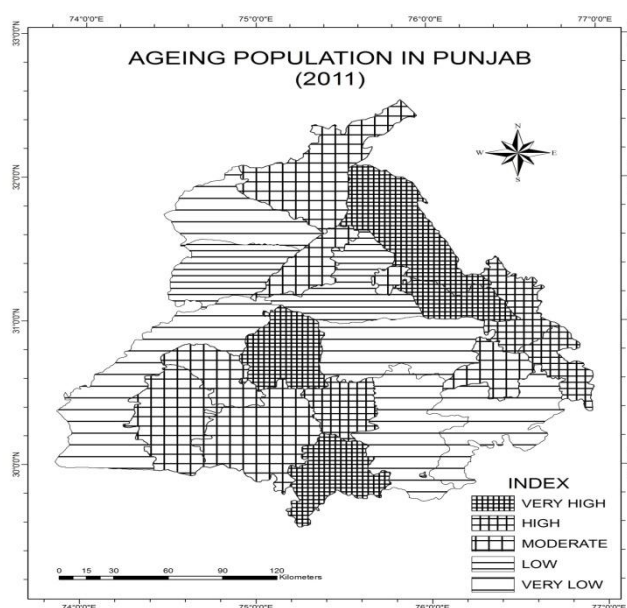 74°0'0"E 75°0'0"E 76°0'0"E 77°0'0"E
33°0'0"N
32°0'0"N
31°0'0"N
30°0'0"N
AGEING POPULATION IN PUNJAB
(2011)
N
W E
S
INDEX
VERY HIGH
HIGH
MODERATE
LOW
VERY LOW
0 15 30 60 90 120
Kilometers
74°0'0"E 75°0'0"E 76°0'0"E 77°0'0"E